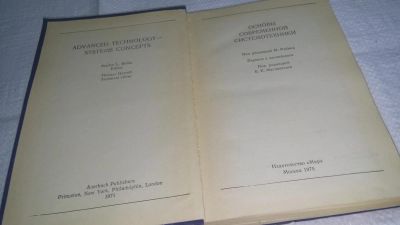 ADVANCED TECHNOLOGY—
SYSTEMS CONCEPTS
Editor
Auerbach Publishers
Princeton, New York, Philadelphia, London
1971
ОСНОВЫ
СОВРЕМЕННОЙ
СИСТЕМОТЕХНИКИ
Под редакцией М.
Перевод с английского
Под редакцией
Издательство «Мир»
Москва 1975